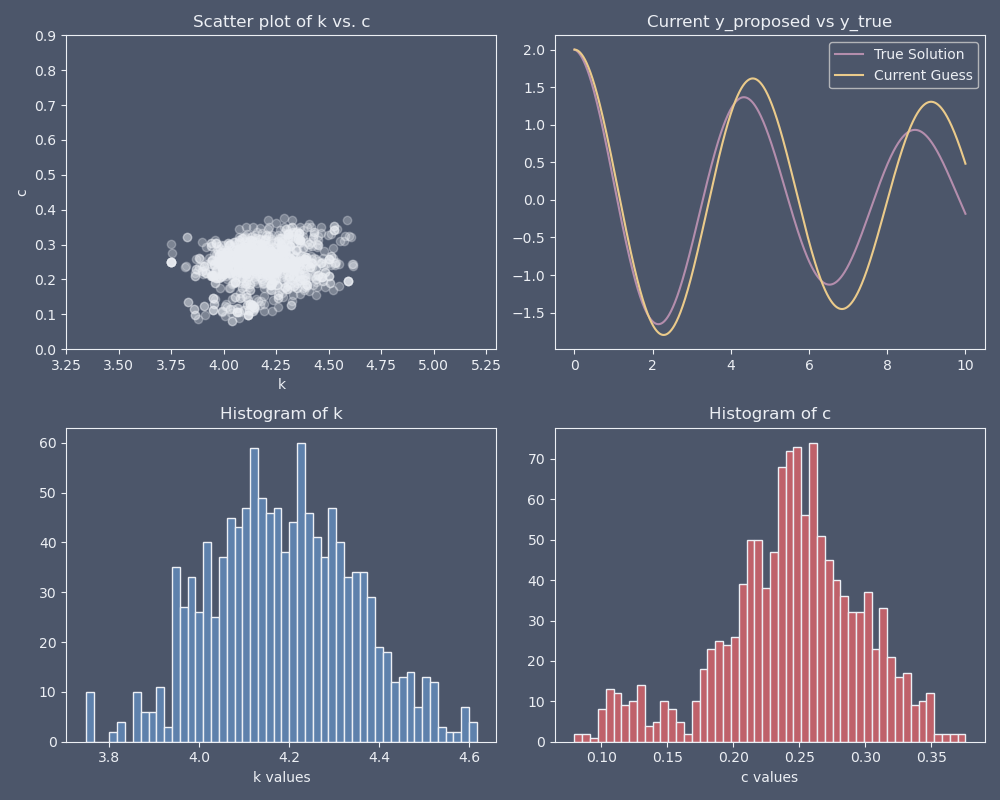 Scatter plot of k vs. c
0.9
0.8
0.7
0.6
0.5
0.4
0.3
0.2
0.1
0.0
c
3.25 3.50 3.75 4.00 4.25 4.50 4.75 5.00 5.25
k
Current y_proposed vs y_true
True Solution
Current Guess
2.0
1.5
1.0
0.5
0.0
−0.5
−1.0
−1.5
0 2 4 6 8 10
Histogram of k
60
50
40
30
20
10
0
3.8 4.0 4.2 4.4 4.6
k values
Histogram of c
70
60
50
40
30
20
10
0
0.10 0.15 0.20 0.25 0.30 0.35
c values